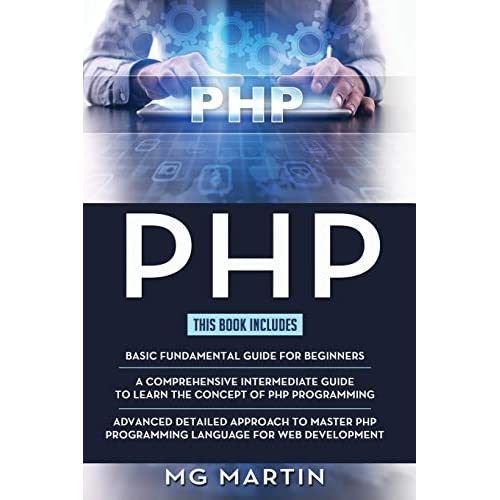 PHP
PHP
THIS BOOK INCLUDES
BASIC FUNDAMENTAL GUIDE FOR BEGINNERS
A COMPREHENSIVE INTERMEDIATE GUIDE
TO LEARN THE CONCEPT OF PHP PROGRAMMING
ADVANCED DETAILED APPROACH TO MASTER PHP
PROGRAMMING LANGUAGE FOR WEB DEVELOPMENT
MG MARTIN